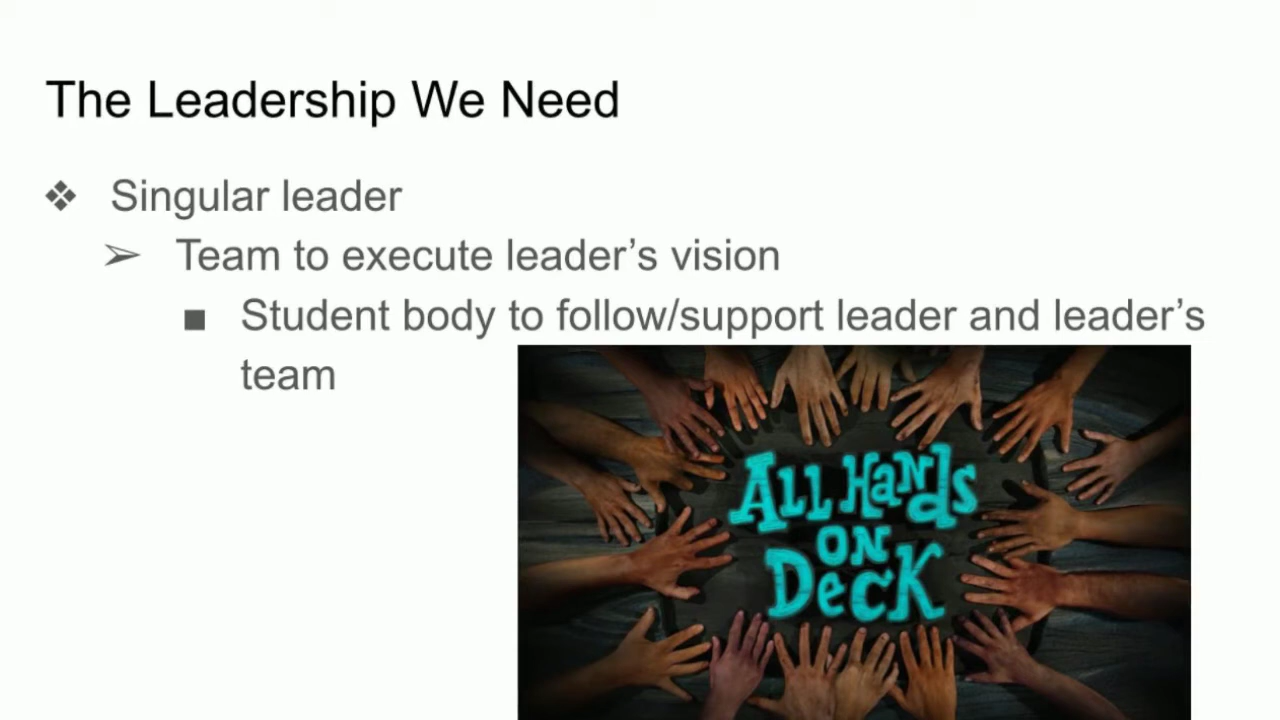 The Leadership We Need
❖ Singular leader
➢ Team to execute leader’s vision
■ Student body to follow/support leader and leader’s
team
ALL HaNds
ON
DecK